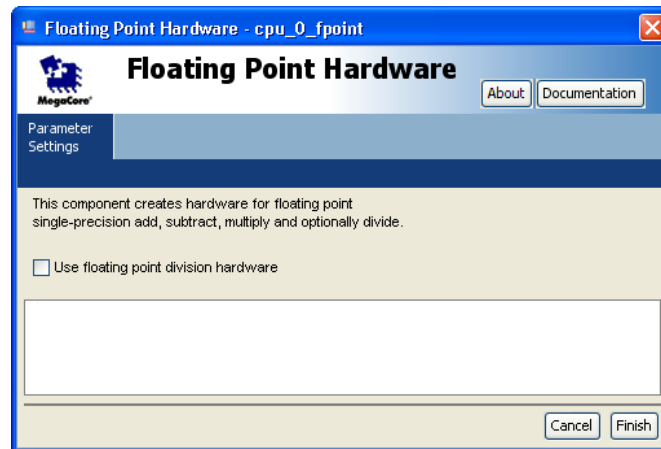 Floating Point Hardware - cpu_0_fpoint
MegaCore'
Floating Point Hardware
About
Documentation
Parameter
Settings
This component creates hardware for floating point
single-precision add, subtract, multiply and optionally divide.
Use floating point division hardware
Cancel
Finish